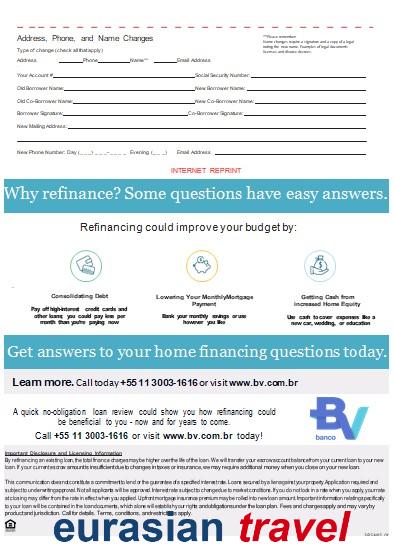 Address, Phone, and Name Changes
Type of change (check all that apply)
Address Phone Name** Email Address
**Please remember
Name changes require a signature and a copy of a legal
Your Account # Social Security Number:
Old Borrower Name: New Borrower Name:
Old Co-Borrower Name: New Co-Borrower Name:
Borrower Signature: Co-Borrower Signature:
New Mailing Address:
New Phone Number: Day (___) ___-____ Evening (___) Email Address
INTERNET REPRINT
Why refinance? Some questions have easy answers.
Refinancing could improve your budget by:
Consolidating Debt
Pay off high-interest credit cards and
other loans; you could pay less per
month than you're paying now
Lowering Your Monthly Mortgage
Payment
Bank your monthly savings or use
however you like
Getting Cash from
increased Home Equity
Use cash to cover expenses like a
new car, wedding, or education
Get answers to your home financing questions today.
Learn more. Call today +55 11 3003-1616 or visit www.bv.com.br
A quick no-obligation loan review could show you how refinancing could
be beneficial to you - now and for years to come.
Call +55 11 3003-1616 or visit www.bv.com.br today!
BV
banco
Important Disclosure and Licensing Information
By refinancing an existing loan, the total finance charges may be higher over the life of the loan. We will transfer your escrow account balance from your current loan to your new
loan. If your current escrow amounts insufficient due to changes in taxes or insurance, we may require additional money when you close on your new loan.
This communication does not constitute a commitment to lend or the guarantee of a specified interest rate. Loans secured by a lien against your property. Application required and
subject to underwriting approval. Not all applicants will be approved. Interest rate subject to change due to market conditions. If you do not lock in a rate when you apply, your rate
at closing may differ from the rate in effect when you applied. Upfront mortgage insurance premium may be rolled into new loan amount. Important information relating specifically
to your loan will be contained in the loan documents, which alone will establish your rights and obligations under the loan plan. Fees and charges apply and may vary by
product and jurisdiction. Call for details. Terms, conditions, and restrictions apply.
eurasian travel